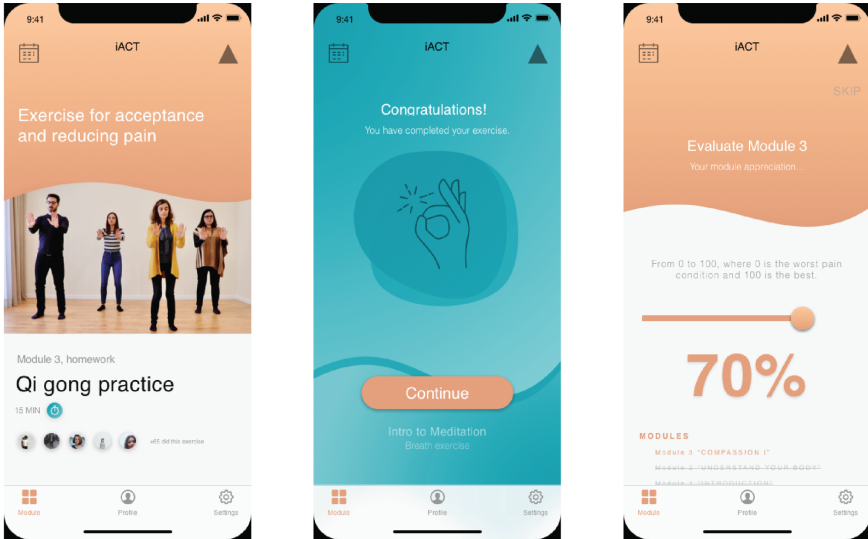 9:41
iACT
Exercise for acceptance
and reducing pain
Module 3, homework
Qi gong practice
15 MIN
+65 did this exercise
Module
Profile
Settings
9:41
iACT
Congratulations!
You have completed your exercise.
Continue
Intro to Meditation
Breath exercise
Module
Profile
Settings
9:41
iACT
SKIP
Evaluate Module 3
Your module appreciation...
From 0 to 100, where 0 is the worst pain
condition and 100 is the best.
70%
MODULES
Module 3 "COMPASSION I"
Module 2 "UNDERSTAND YOUR BODY"
Module 1 "INTRODUCTION"
Module
Profile
Settings